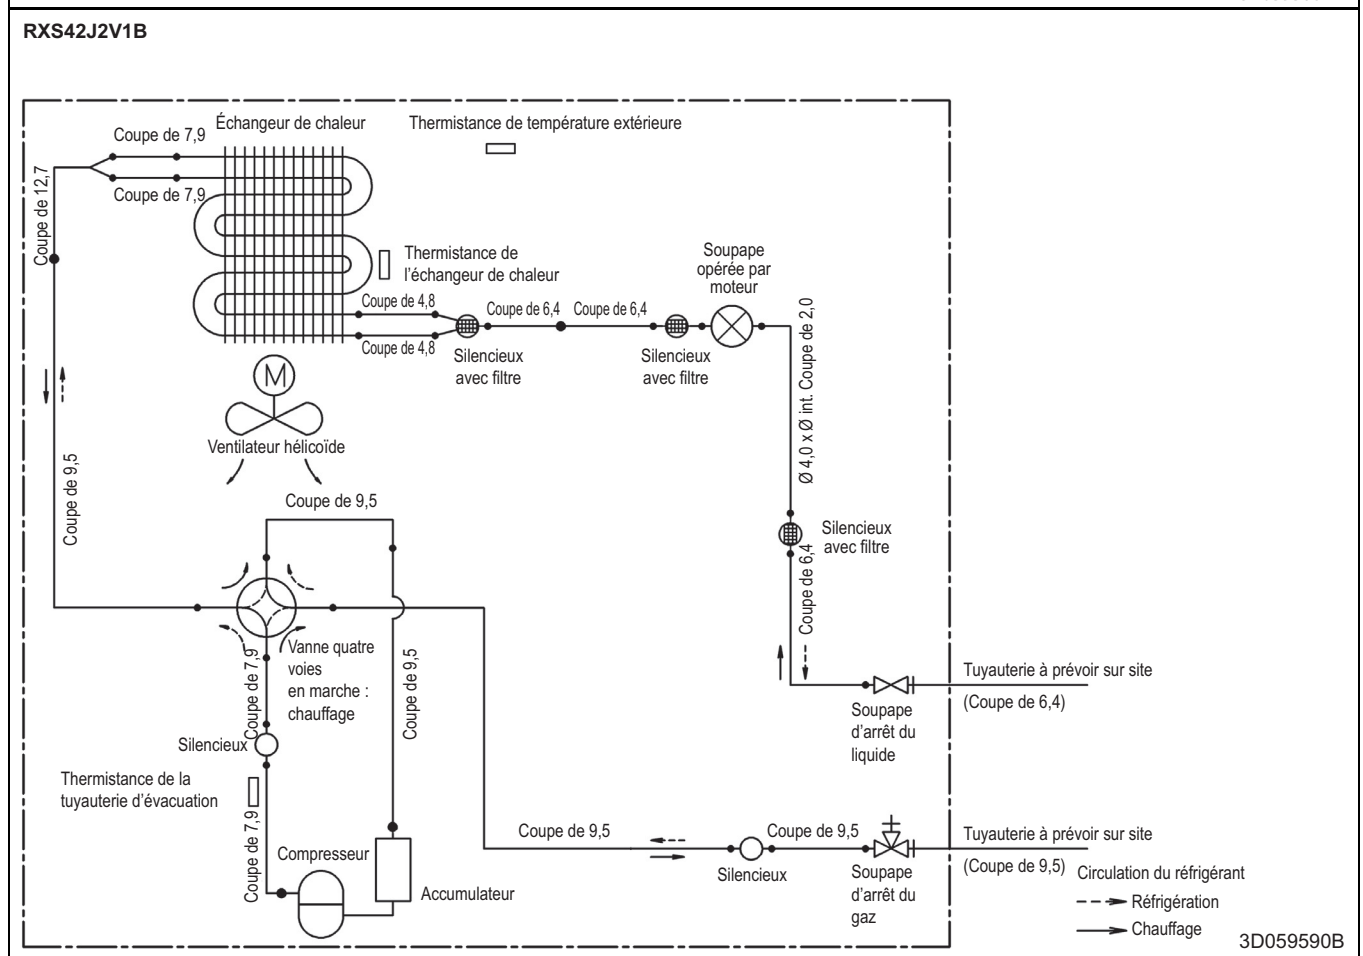 RXS42J2V1B
Échangeur de chaleur
Thermistance de température extérieure
Coupe de 7,9
Coupe de 7,9
Coupe de 12,7
Thermistance de
l'échangeur de chaleur
Soupape
opérée par
moteur
Coupe de 4,8
Coupe de 6,4
Coupe de 6,4
Coupe de 4,8
Silencieux
avec filtre
Silencieux
avec filtre
Ø 4,0 x Ø int. Coupe de 2,0
M
Ventilateur hélicoïde
Coupe de 9,5
Coupe de 9,5
Silencieux
avec filtre
Coupe de 6,4
Vanne quatre
voies
en marche :
chauffage
Coupe de 7,9
Coupe de 9,5
Silencieux
Tuyauterie à prévoir sur site
(Coupe de 6,4)
Soupape
d'arrêt du
liquide
Thermistance de la
tuyauterie d'évacuation
Coupe de 7,9
Compresseur
Accumulateur
Coupe de 9,5
Coupe de 9,5
Silencieux
Soupape
d'arrêt du
gaz
Tuyauterie à prévoir sur site
(Coupe de 9,5)
Circulation du réfrigérant
Réfrigération
Chauffage
3D059590B